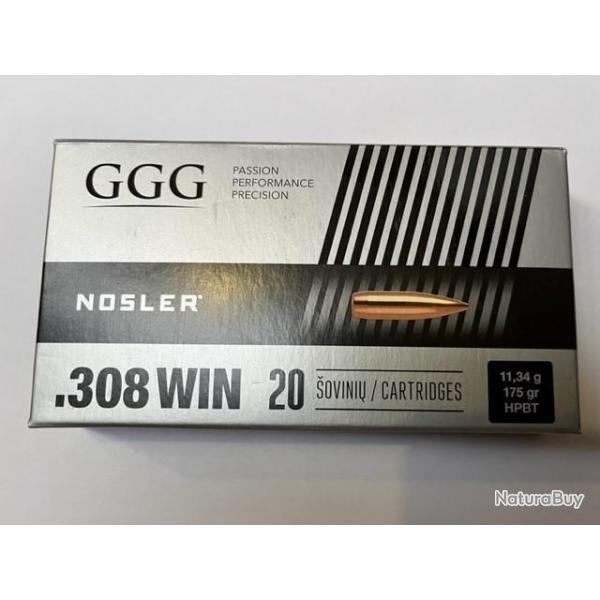 GGG
PASSION
PERFORMANCE
PRECISION
NOSLER®
.308 WIN
20 ŠOVINIŲ / CARTRIDGES
11,34 g
175 gr
HPBT
NaturaBuy